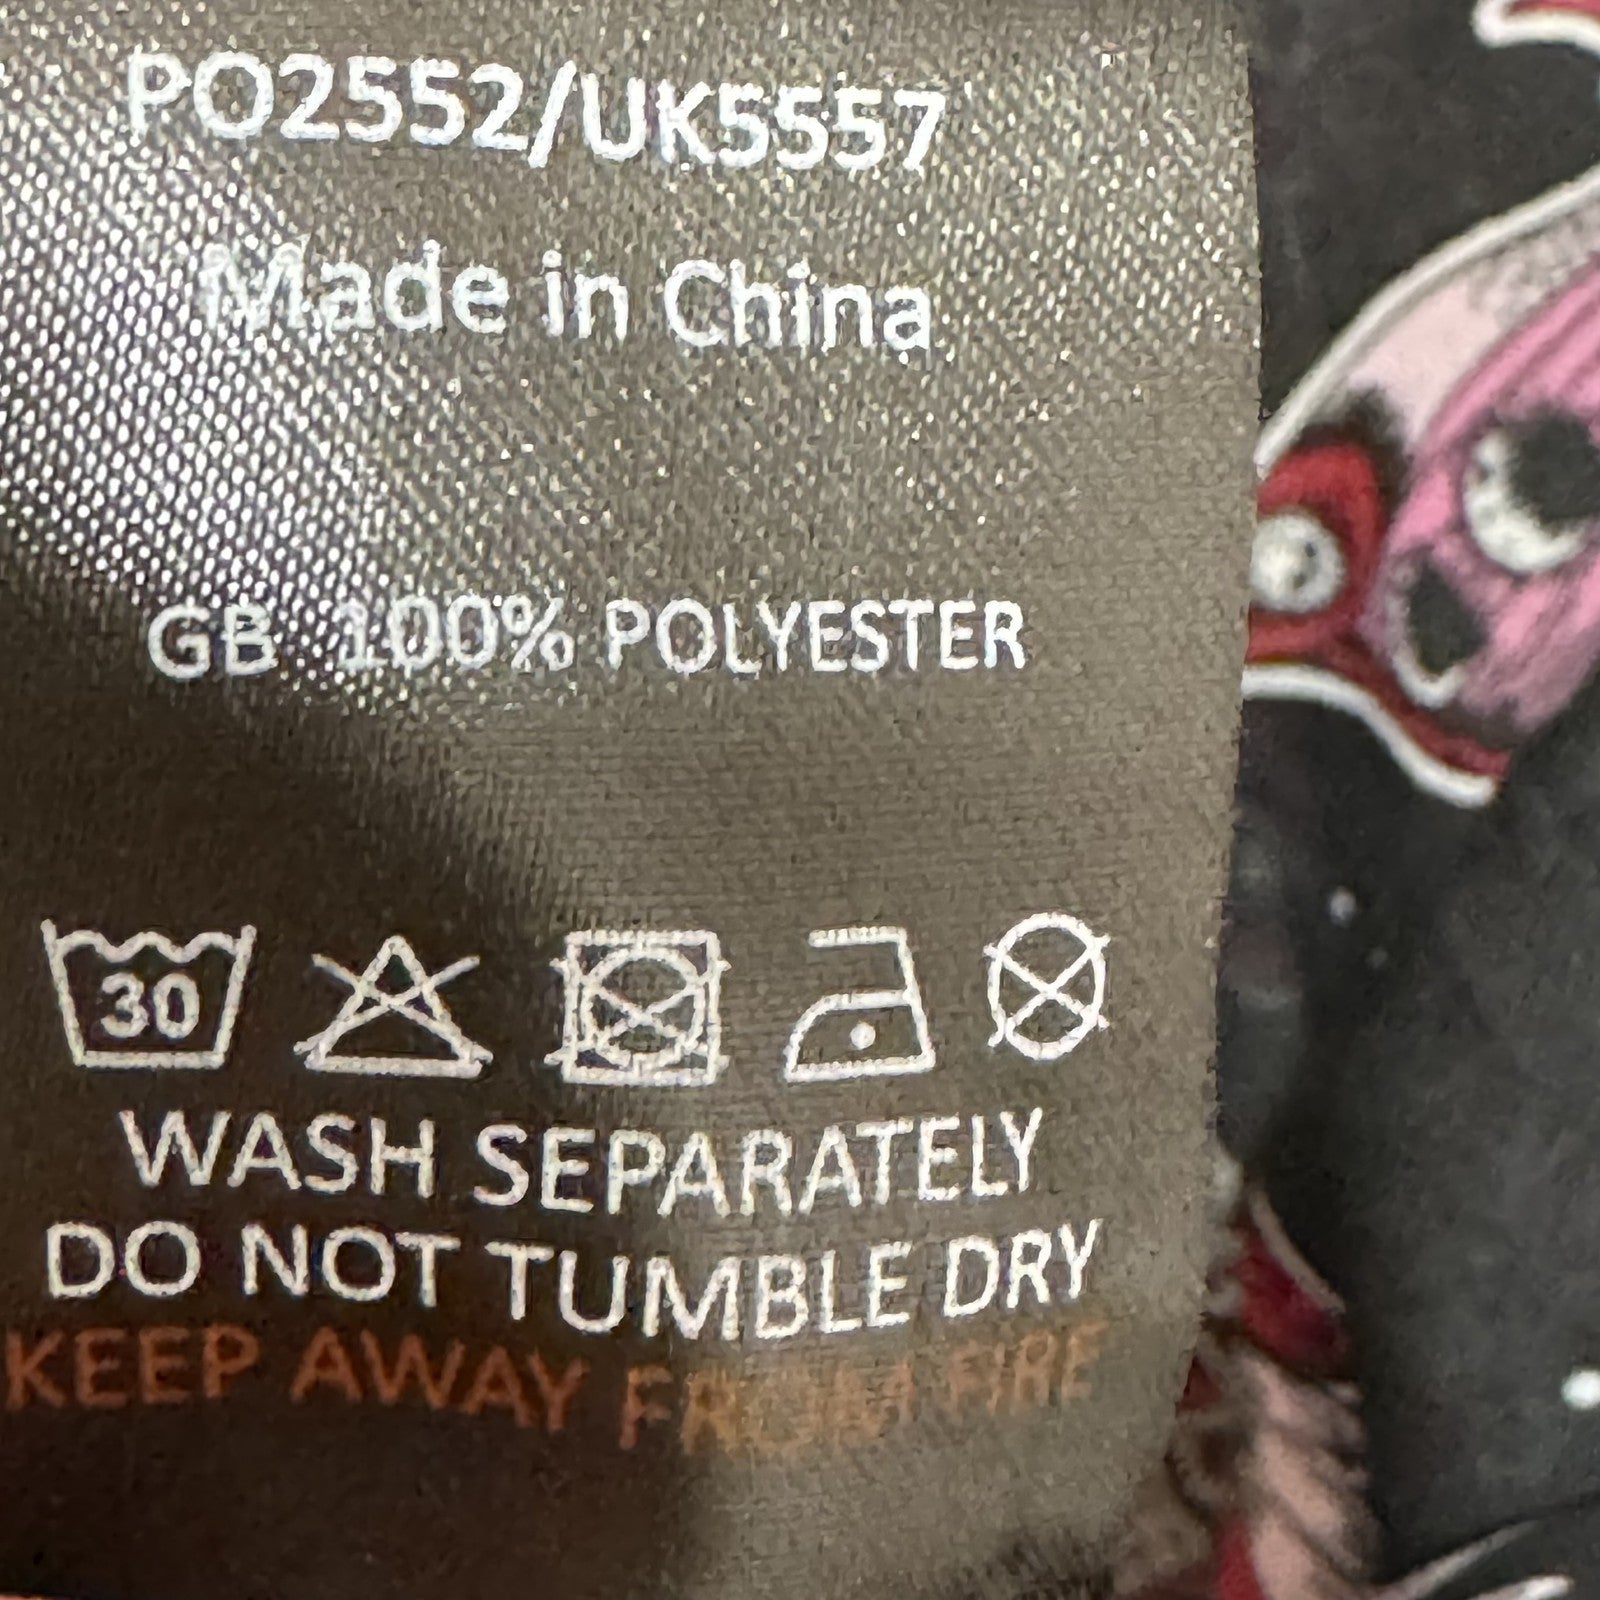 PO2552/UK5557
Made in China
GB 100% POLYESTER
30
WASH SEPARATELY
DO NOT TUMBLE DRY
KEEP AWAY FROM FIRE